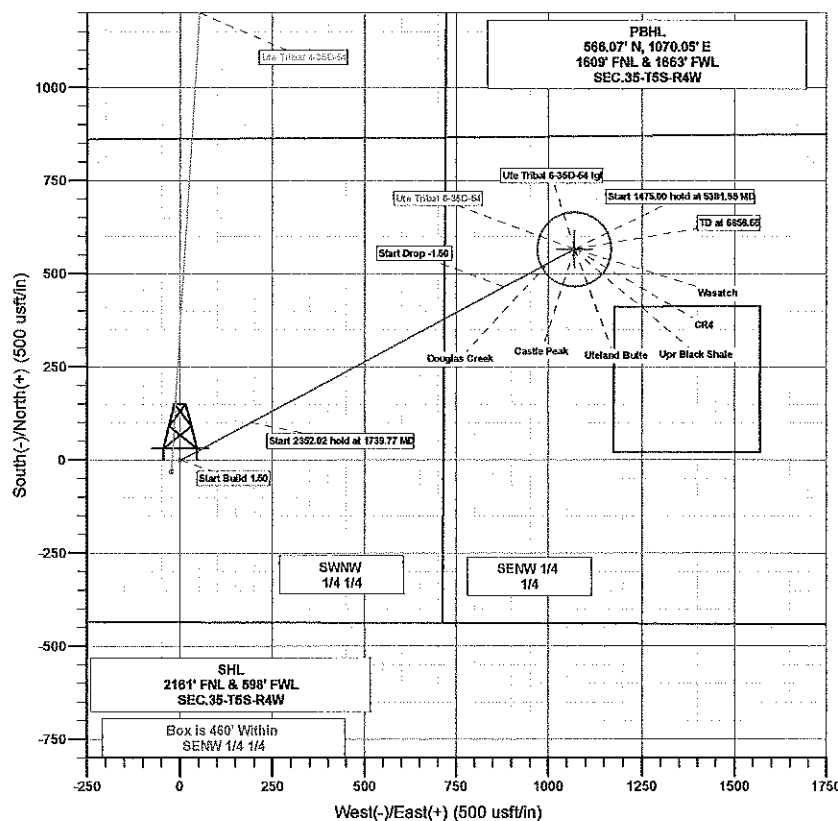 PBHL
566.07' N, 1070.05' E
1609' FNL & 1663' FWL
SEC.35-T5S-R4W
Ute Tribal 4-35D-54
1000
750
500
250
0
-250
-500
-750
South(-)/North(+) (500 usft/in)
Ute Tribal 6-35D-54 tgt
Ute Tribal 6-35D-54
Start 1475.00 hold at 5381.55 MD
TD at 6856.55
Start Drop -1.50
Wasatch
CR4
Douglas Creek
Castle Peak
Uteland Butte
Upr Black Shale
Start 2352.02 hold at 1739.77 MD
Start Build 1.50
SWNW
1/4 1/4
SENW 1/4
1/4
SHL
2161' FNL & 598' FWL
SEC.35-T5S-R4W
Box is 460' Within
SENW 1/4 1/4
-250
0
250
500
750
1000
1250
1500
1750
West(-)/East(+) (500 usft/in)